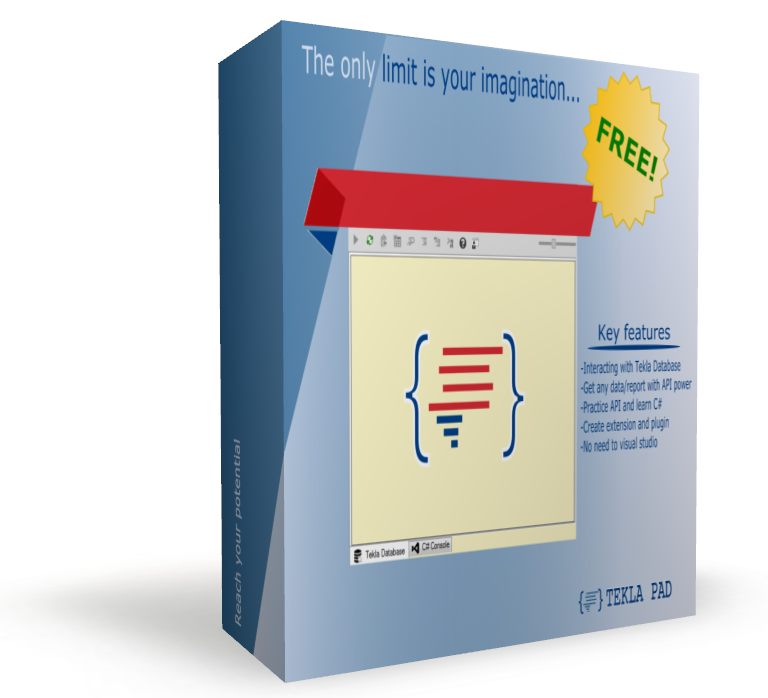 The only limit is your imagination...
FREE!
Key features
-Interacting with Tekla Database
-Get any data/report with API power
-Practice API and learn C#
-Create extension and plugin
-No need to visual studio
Tekla Database
C# Console
TEKLA PAD
Reach your potential